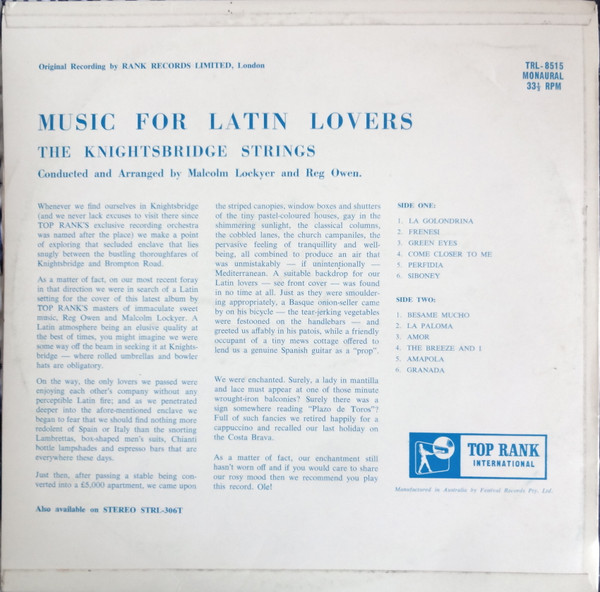 Original Recording by RANK RECORDS LIMITED, London
TRL-8515
MONAURAL
33⅓ RPM
MUSIC FOR LATIN LOVERS
THE KNIGHTSBRIDGE STRINGS
Conducted and Arranged by Malcolm Lockyer and Reg Owen.
Whenever we find ourselves in Knightsbridge
(and we never lack excuses to visit there since
TOP RANK'S exclusive recording orchestra
was named after the place) we make a point
of exploring that secluded enclave that lies
snugly between the bustling thoroughfares of
Knightsbridge and Brompton Road.
As a matter of fact, on our most recent foray
in that direction we were in search of a Latin
setting for the cover of this latest album by
TOP RANK'S masters of immaculate sweet
music, Reg Owen and Malcolm Lockyer. A
Latin atmosphere being an elusive quality at
the best of times, you might imagine we were
some way off the beam in seeking it at Knights-
bridge — where rolled umbrellas and bowler
hats are obligatory.
On the way, the only lovers we passed were
enjoying each other's company without any
perceptible Latin fire; and as we penetrated
deeper into the afore-mentioned enclave we
began to fear that we should find nothing more
redolent of Spain or Italy than the snorting
Lambrettas, box-shaped men's suits, Chianti
bottle lampshades and espresso bars that are
everywhere these days.
Just then, after passing a stable being con-
verted into a £5,000 apartment, we came upon
the striped canopies, window boxes and shutters
of the tiny pastel-coloured houses, gay in the
shimmering sunlight, the classical columns,
the cobbled lanes, the church campaniles, the
pervasive feeling of tranquillity and well-
being, all combined to produce an air that
was unmistakably — if unintentionally —
Mediterranean. A suitable backdrop for our
Latin lovers — see front cover — was found
in no time at all. Just as they were smoulder-
ing appropriately, a Basque onion-seller came
by on his bicycle — the tear-jerking vegetables
were festooned on the handlebars — and
greeted us affably in his patois, while a friendly
occupant of a tiny mews cottage offered to
lend us a genuine Spanish guitar as a "prop".
We were enchanted. Surely, a lady in mantilla
and lace must appear at one of those minute
wrought-iron balconies? Surely there was a
sign somewhere reading "Plazo de Toros"?
Full of such fancies we retired happily for a
cappuccino and recalled our last holiday on
the Costa Brava.
As a matter of fact, our enchantment still
hasn't worn off and if you would care to share
our rosy mood then we recommend you play
this record. Ole!
SIDE ONE:
1. LA GOLONDRINA
2. FRENESI
3. GREEN EYES
4. COME CLOSER TO ME
5. PERFIDIA
6. SIBONEY
SIDE TWO:
1. BESAME MUCHO
2. LA PALOMA
3. AMOR
4. THE BREEZE AND I
5. AMAPOLA
6. GRANADA
TOP RANK
INTERNATIONAL
Manufactured in Australia by Festival Records Pty. Ltd.
Also available on STEREO STRL-306T